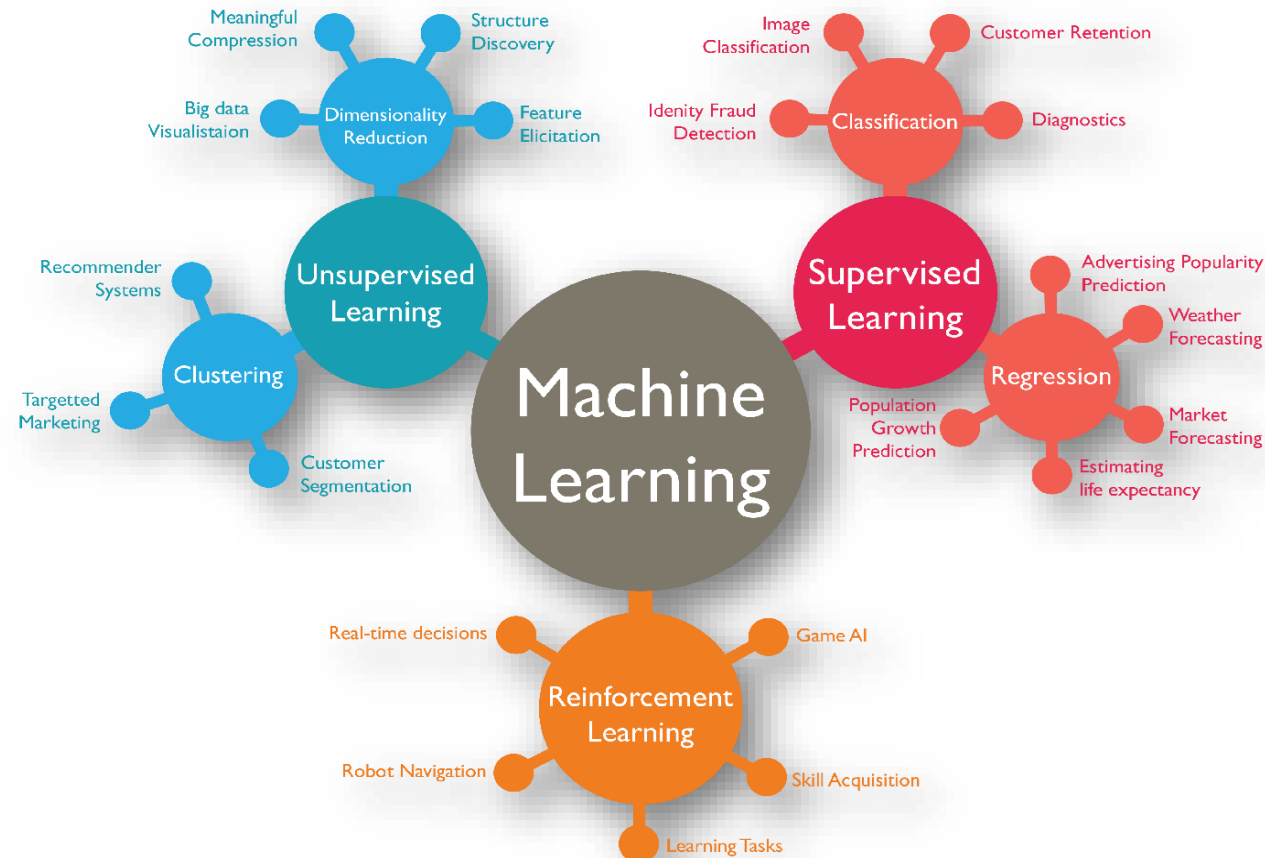 Meaningful
Compression
Structure
Discovery
Big data
Visualistaion
Dimensionality
Reduction
Feature
Elicitation
Image
Classification
Customer Retention
Idenity Fraud
Detection
Classification
Diagnostics
Recommender
Systems
Unsupervised
Learning
Clustering
Targetted
Marketing
Customer
Segmentation
Machine
Learning
Supervised
Learning
Advertising Popularity
Prediction
Weather
Forecasting
Regression
Population
Growth
Prediction
Market
Forecasting
Estimating
life expectancy
Real-time decisions
Game AI
Reinforcement
Learning
Robot Navigation
Skill Acquisition
Learning Tasks